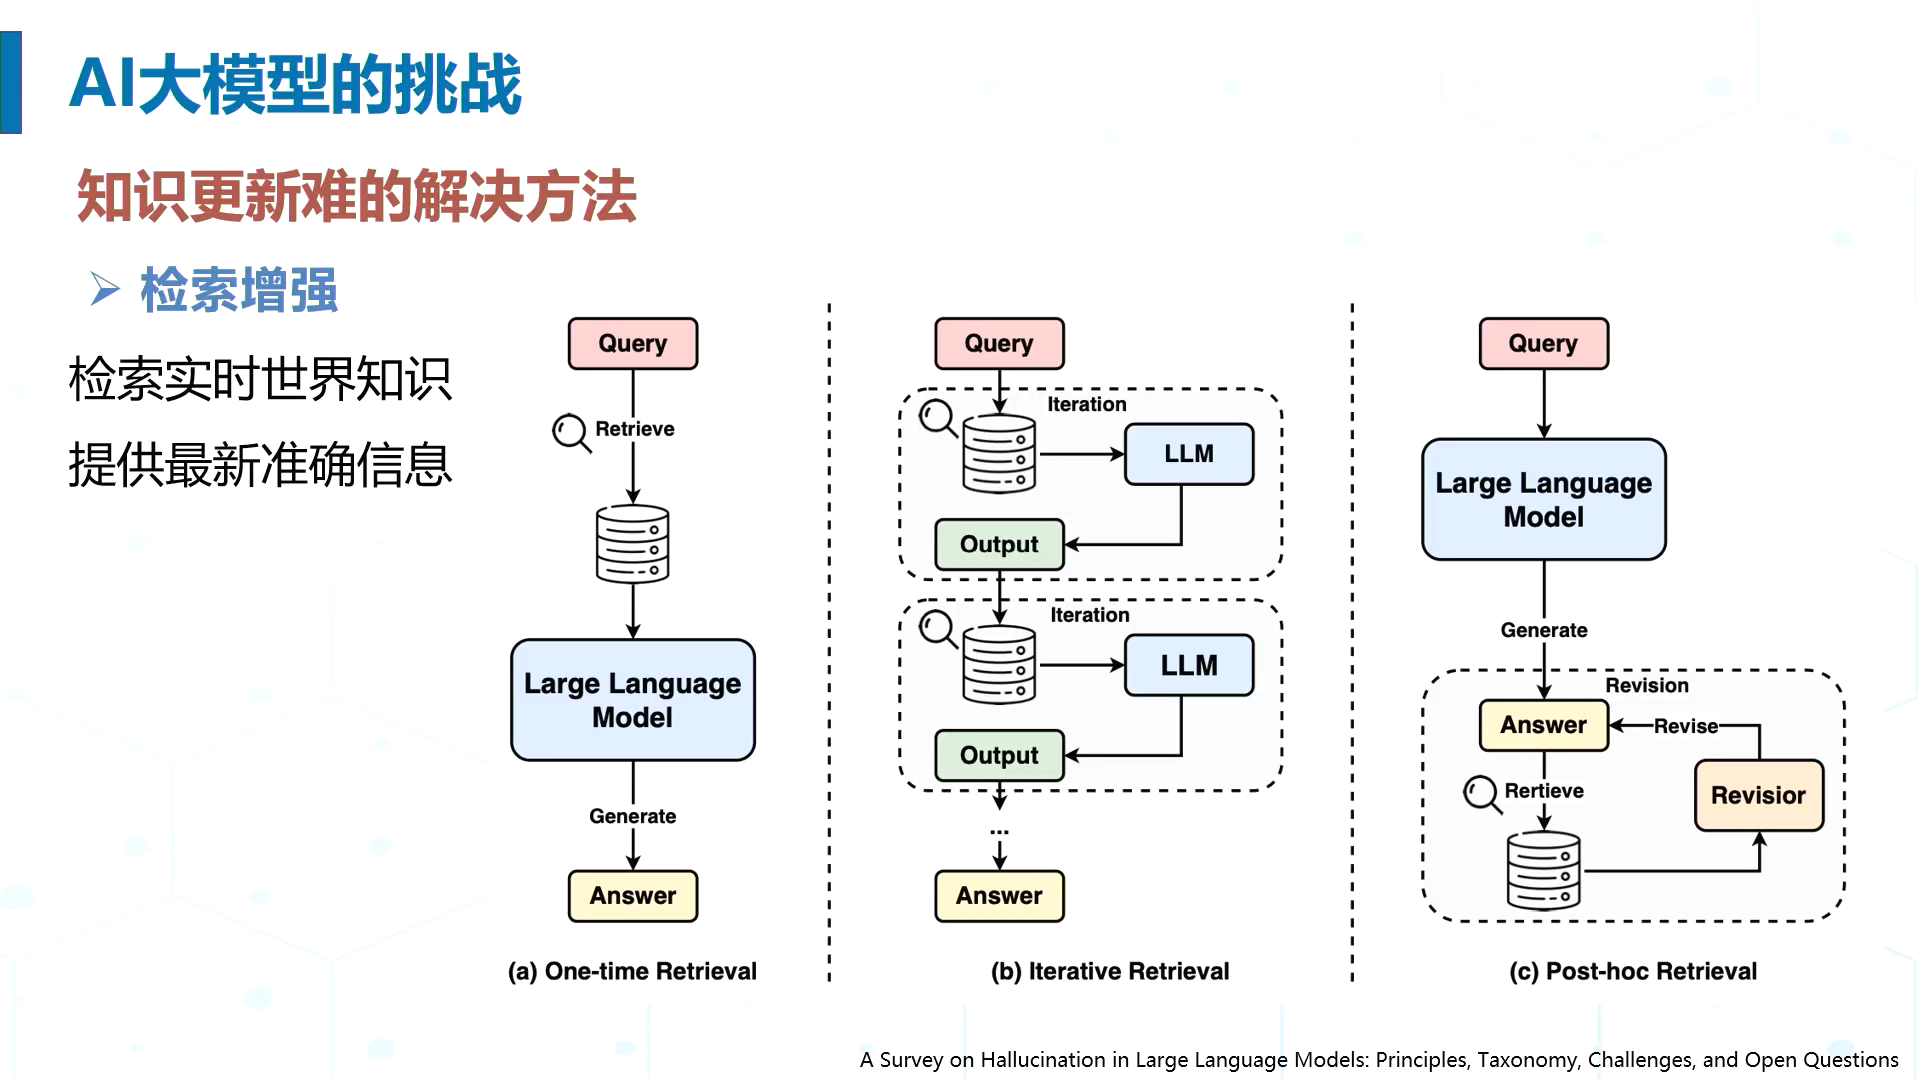 AI大模型的挑战
知识更新难的解决方法
检索增强
检索实时世界知识
提供最新准确信息
Query
Retrieve
Large Language
Model
Generate
Answer
(a) One-time Retrieval
Query
Iteration
LLM
Output
Iteration
LLM
Output
...
Answer
(b) Iterative Retrieval
Query
Large Language
Model
Generate
Revision
Answer
Revise
Rertieve
Revisior
(c) Post-hoc Retrieval
A Survey on Hallucination in Large Language Models: Principles, Taxonomy, Challenges, and Open Questions